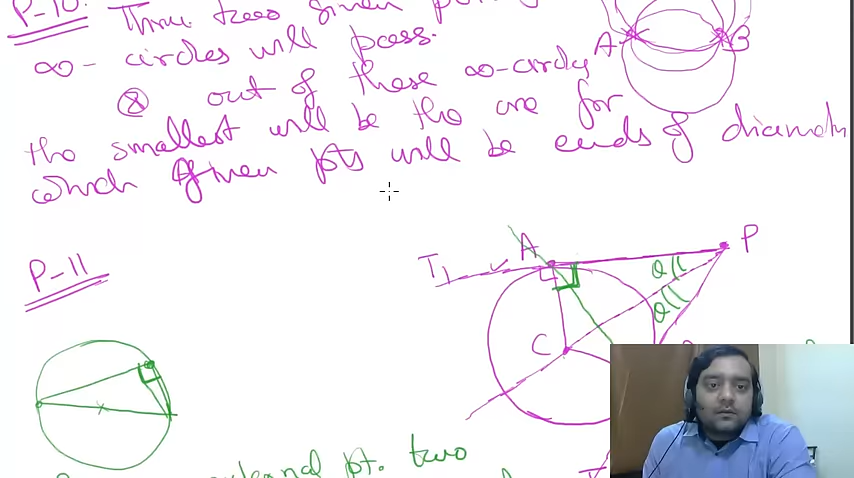 P-10: Thru two given points
∞ - circles will pass.
& out of these ∞-circles
the smallest will be the one for
which given pts will be ends of diameter
A B
P-11
T1 A P
θ
θ
C
external pt. two